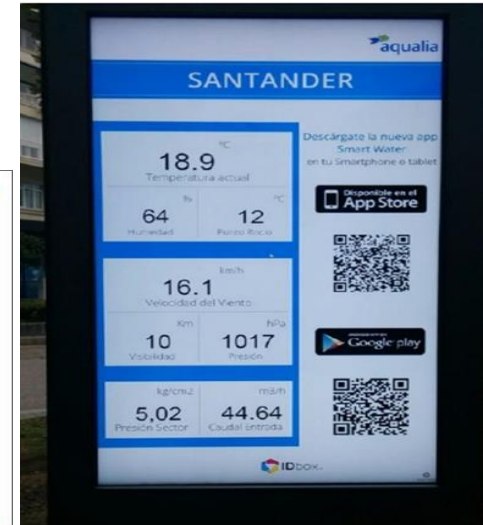 aqualia
SANTANDER
°C
18.9
Temperatura actual
% °C
64 12
Humedad Punto Rocío
km/h
16.1
Velocidad del Viento
Km hPa
10 1017
Visibilidad Presión
kg/cm2 m3/h
5,02 44.64
Presión Sector Caudal Entrada
Descárgate la nueva app
Smart Water
en tu Smartphone o tablet
Disponible en el
App Store
Google play
IDbox